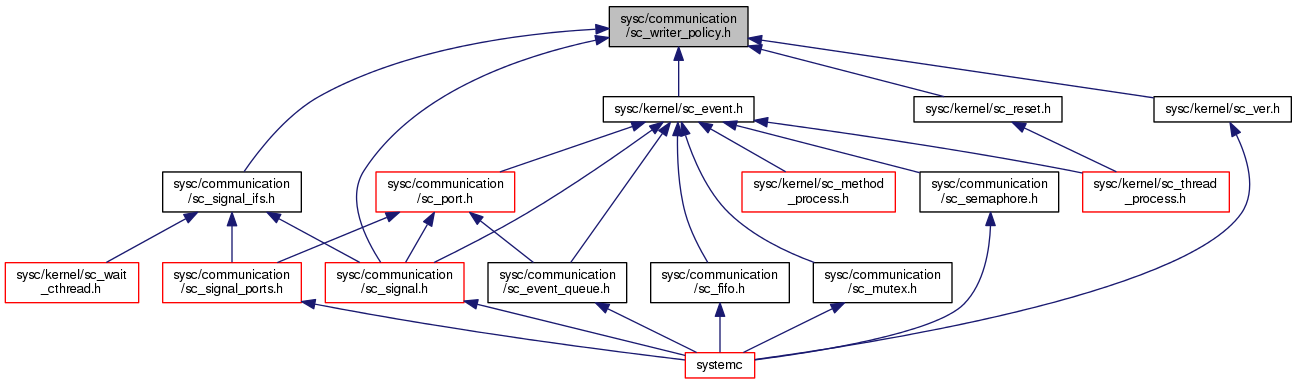 sysc/communication
/sc_writer_policy.h
sysc/kernel/sc_event.h
sysc/kernel/sc_reset.h
sysc/kernel/sc_ver.h
sysc/communication
/sc_signal_ifs.h
sysc/communication
/sc_port.h
sysc/kernel/sc_method
_process.h
sysc/communication
/sc_semaphore.h
sysc/kernel/sc_thread
_process.h
sysc/kernel/sc_wait
_cthread.h
sysc/communication
/sc_signal_ports.h
sysc/communication
/sc_signal.h
sysc/communication
/sc_event_queue.h
sysc/communication
/sc_fifo.h
sysc/communication
/sc_mutex.h
systemc